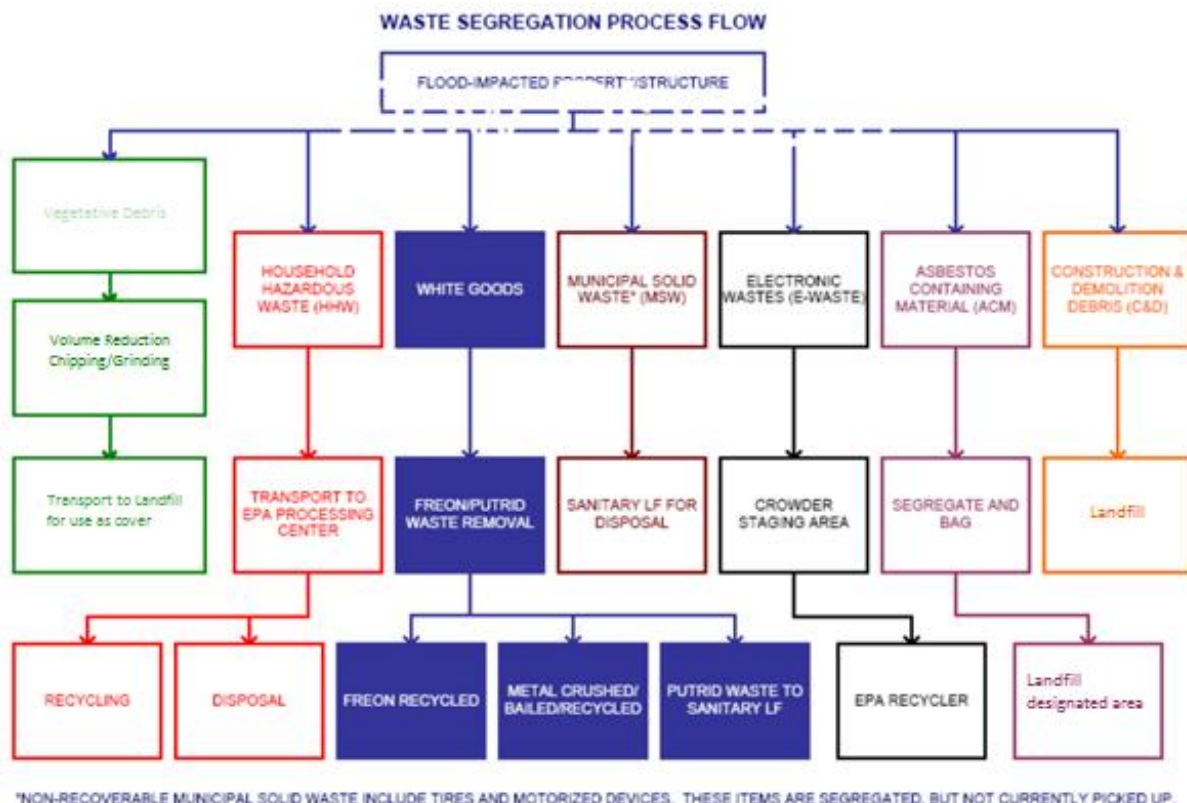 WASTE SEGREGATION PROCESS FLOW
FLOOD-IMPACTED PROPERTY/STRUCTURE
Vegetative Debris
HOUSEHOLD
HAZARDOUS
WASTE (HHW)
WHITE GOODS
MUNICIPAL SOLID
WASTE* (MSW)
ELECTRONIC
WASTES (E-WASTE)
ASBESTOS
CONTAINING
MATERIAL (ACM)
CONSTRUCTION &
DEMOLITION
DEBRIS (C&D)
Volume Reduction
Chipping/Grinding
Transport to Landfill
for use as cover
TRANSPORT TO
EPA PROCESSING
CENTER
FREON/PUTRID
WASTE REMOVAL
SANITARY LF FOR
DISPOSAL
CROWDER
STAGING AREA
SEGREGATE AND
BAG
Landfill
RECYCLING
DISPOSAL
FREON RECYCLED
METAL CRUSHED/
BAILED/RECYCLED
PUTRID WASTE TO
SANITARY LF
EPA RECYCLER
Landfill
designated area
*NON-RECOVERABLE MUNICIPAL SOLID WASTE INCLUDE TIRES AND MOTORIZED DEVICES. THESE ITEMS ARE SEGREGATED, BUT NOT CURRENTLY PICKED UP.